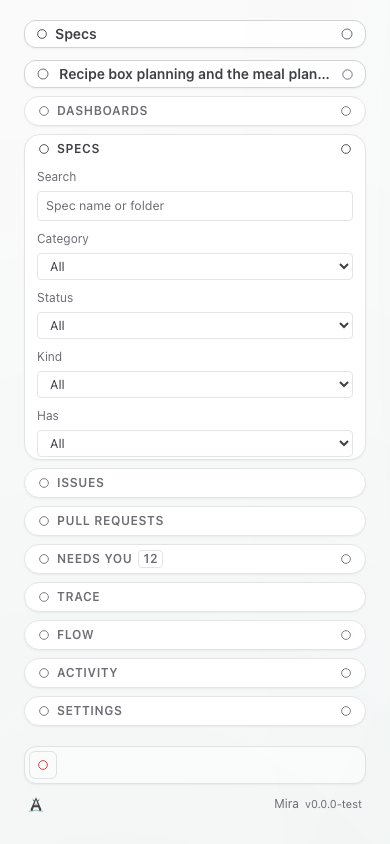 Specs
Recipe box planning and the meal plan...
DASHBOARDS
SPECS
Search
Spec name or folder
Category
All
Status
All
Kind
All
Has
All
ISSUES
PULL REQUESTS
NEEDS YOU 12
TRACE
FLOW
ACTIVITY
SETTINGS
Mira v0.0.0-test